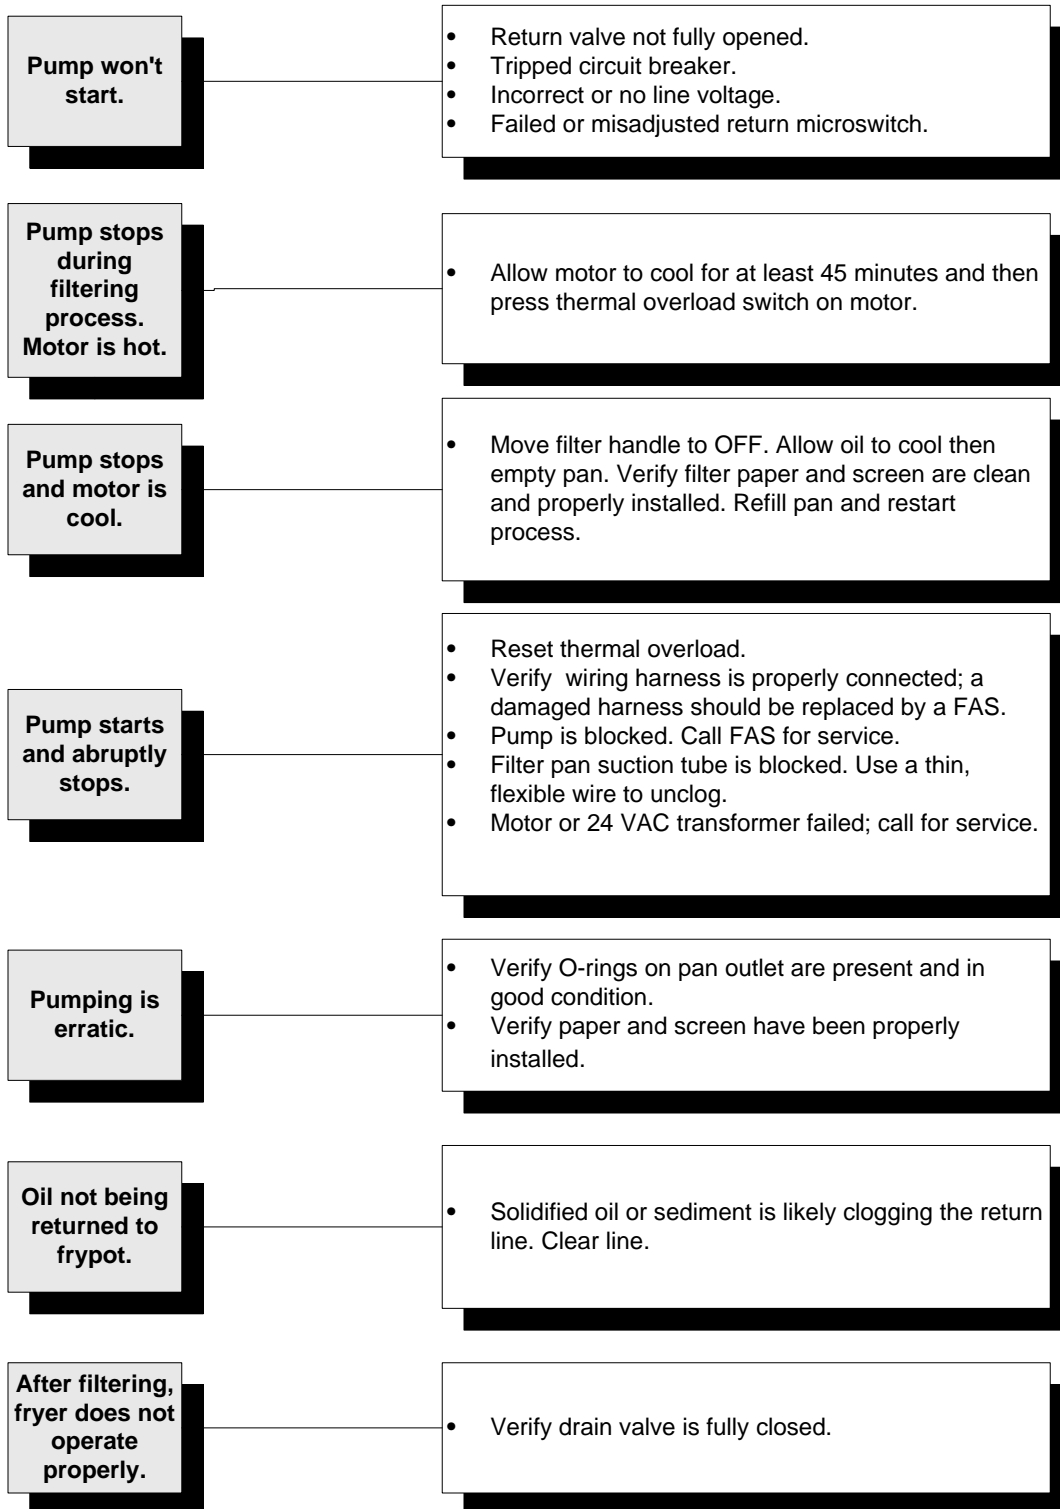 Pump won't
start.
• Return valve not fully opened.
• Tripped circuit breaker.
• Incorrect or no line voltage.
• Failed or misadjusted return microswitch.
Pump stops
during
filtering
process.
Motor is hot.
• Allow motor to cool for at least 45 minutes and then
press thermal overload switch on motor.
Pump stops
and motor is
cool.
• Move filter handle to OFF. Allow oil to cool then
empty pan. Verify filter paper and screen are clean
and properly installed. Refill pan and restart
process.
Pump starts
and abruptly
stops.
• Reset thermal overload.
• Verify  wiring harness is properly connected; a
damaged harness should be replaced by a FAS.
• Pump is blocked. Call FAS for service.
• Filter pan suction tube is blocked. Use a thin,
flexible wire to unclog.
• Motor or 24 VAC transformer failed; call for service.
Pumping is
erratic.
• Verify O-rings on pan outlet are present and in
good condition.
• Verify paper and screen have been properly
installed.
Oil not being
returned to
frypot.
• Solidified oil or sediment is likely clogging the return
line. Clear line.
After filtering,
fryer does not
operate
properly.
• Verify drain valve is fully closed.